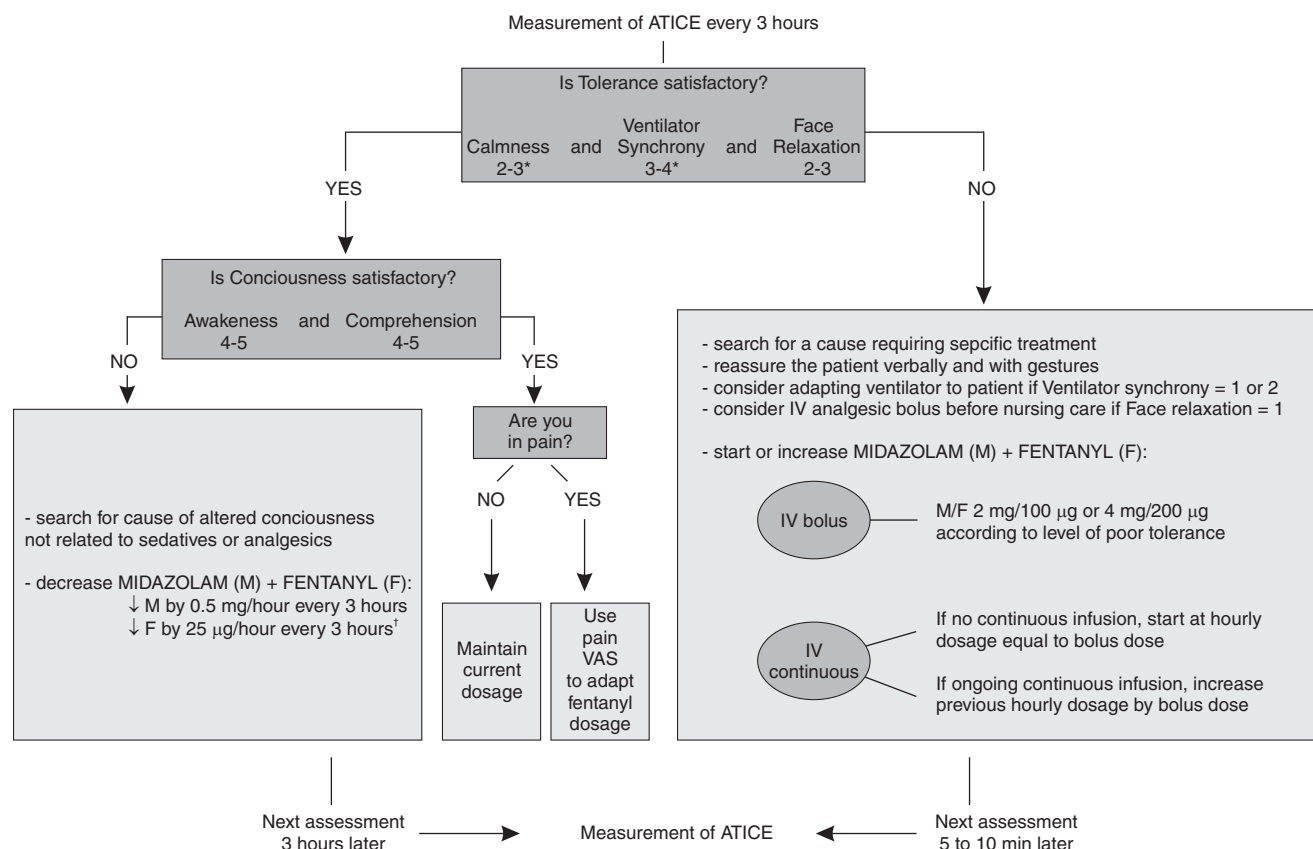 Measurement of ATICE every 3 hours
Is Tolerance satisfactory?
Calmness and Ventilator Synchrony and Face Relaxation
2-3* 3-4* 2-3
YES
NO
Is Conciousness satisfactory?
Awakeness and Comprehension
4-5 4-5
NO
YES
- search for cause of altered conciousness
not related to sedatives or analgesics
- decrease MIDAZOLAM (M) + FENTANYL (F):
↓ M by 0.5 mg/hour every 3 hours
↓ F by 25 μg/hour every 3 hours†
Are you
in pain?
NO
YES
Maintain
current
dosage
Use
pain
VAS
to adapt
fentanyl
dosage
- search for a cause requiring sepcific treatment
- reassure the patient verbally and with gestures
- consider adapting ventilator to patient if Ventilator synchrony = 1 or 2
- consider IV analgesic bolus before nursing care if Face relaxation = 1
- start or increase MIDAZOLAM (M) + FENTANYL (F):
IV bolus
M/F 2 mg/100 μg or 4 mg/200 μg
according to level of poor tolerance
IV
continuous
If no continuous infusion, start at hourly
dosage equal to bolus dose
If ongoing continuous infusion, increase
previous hourly dosage by bolus dose
Next assessment
3 hours later
Measurement of ATICE
Next assessment
5 to 10 min later